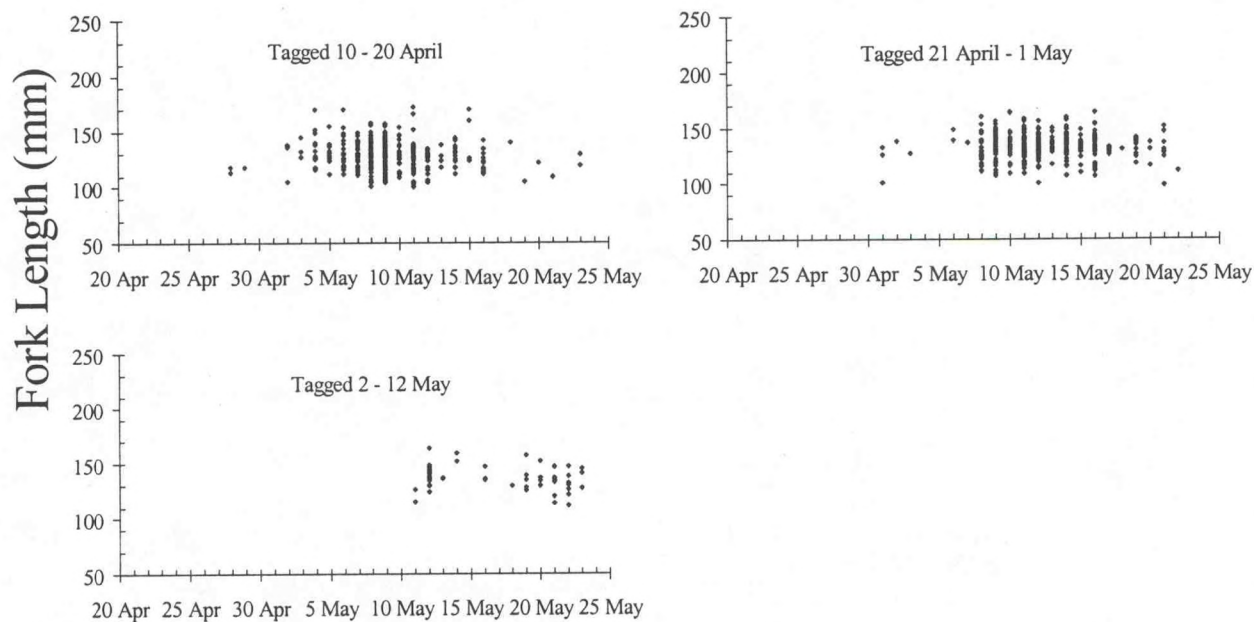 Fork Length (mm)
Tagged 10 - 20 April
250
200
150
100
50
20 Apr 25 Apr 30 Apr 5 May 10 May 15 May 20 May 25 May
Tagged 21 April - 1 May
250
200
150
100
50
20 Apr 25 Apr 30 Apr 5 May 10 May 15 May 20 May 25 May
Tagged 2 - 12 May
250
200
150
100
50
20 Apr 25 Apr 30 Apr 5 May 10 May 15 May 20 May 25 May